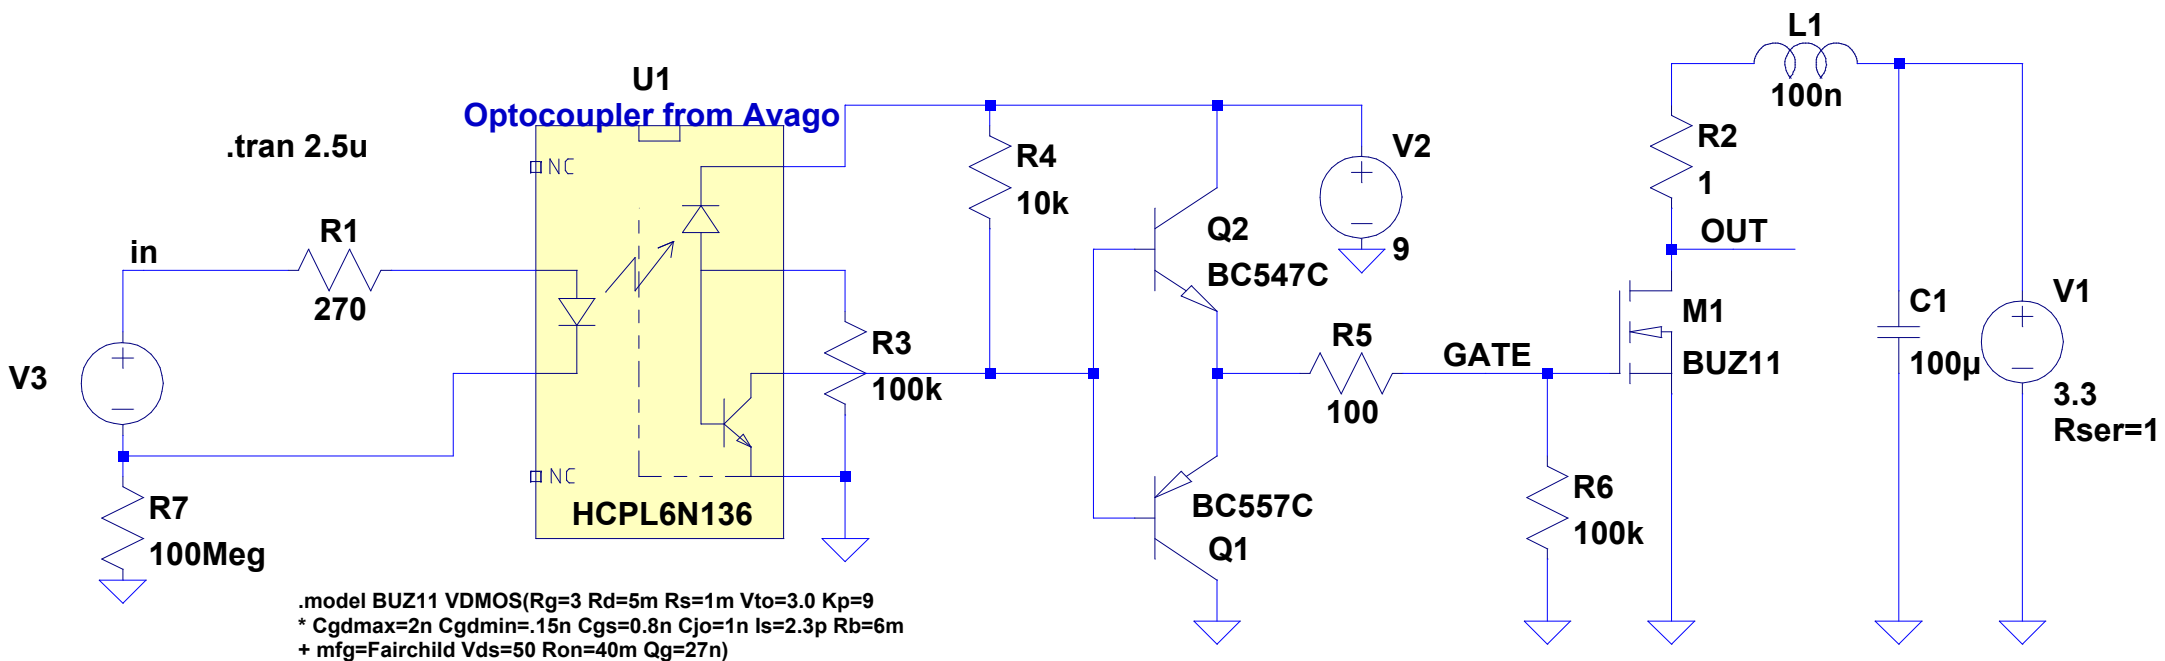 L1
100n
U1
Optocoupler from Avago
.tran 2.5u
NC
R4
10k
V2
9
R2
1
R1
in
270
Q2
BC547C
OUT
V3
R3
100k
R5
100
GATE
M1
BUZ11
C1
100µ
V1
3.3
Rser=1
NC
HCPL6N136
R7
100Meg
BC557C
Q1
R6
100k
.model BUZ11 VDMOS(Rg=3 Rd=5m Rs=1m Vto=3.0 Kp=9
* Cgdmax=2n Cgdmin=.15n Cgs=0.8n Cjo=1n Is=2.3p Rb=6m
+ mfg=Fairchild Vds=50 Ron=40m Qg=27n)